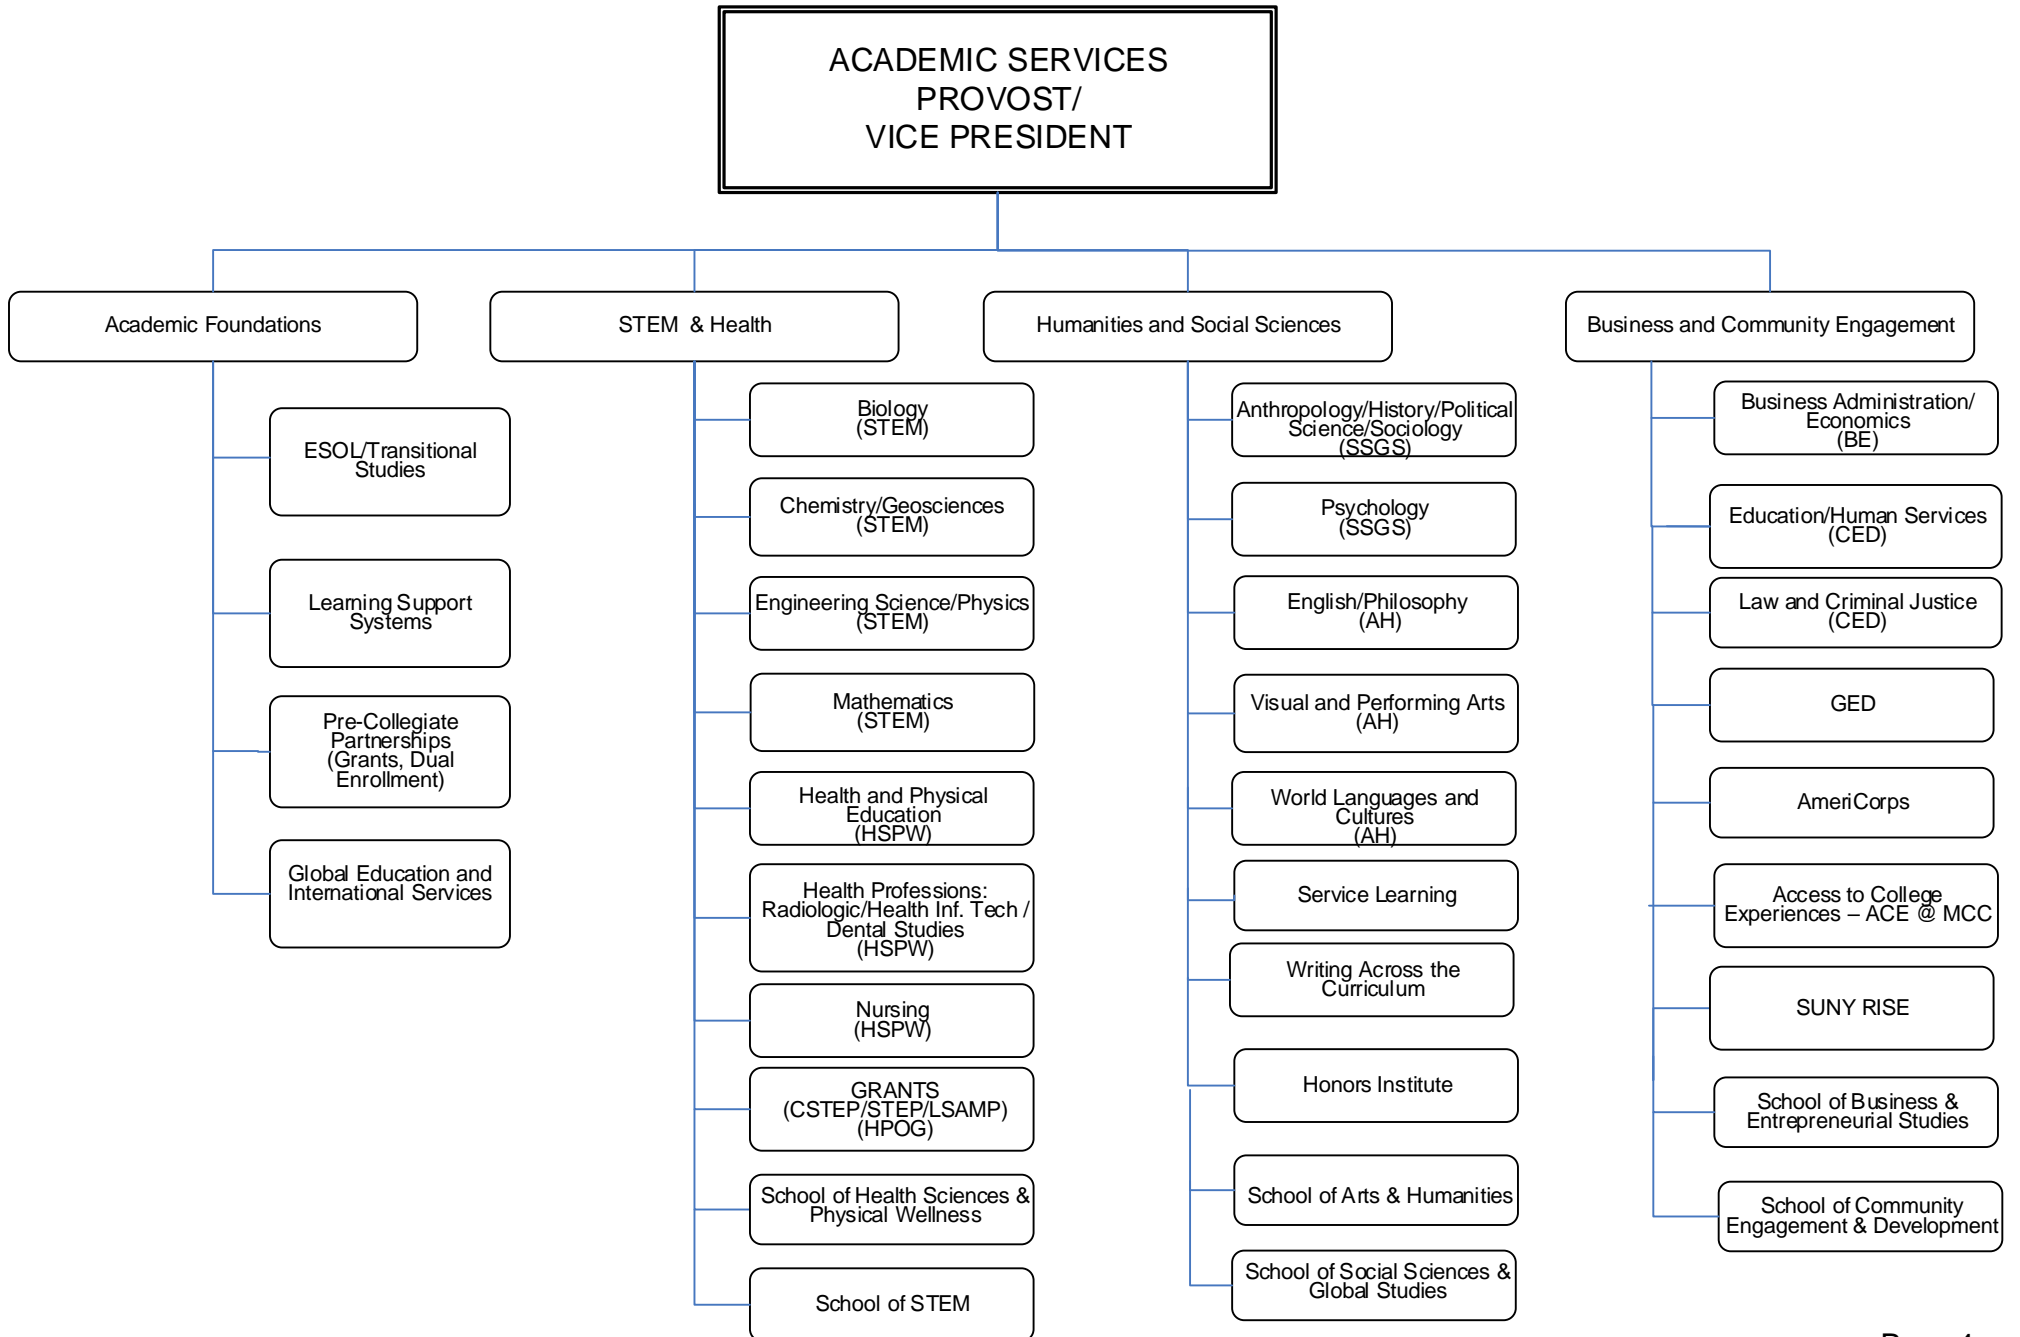 ACADEMIC SERVICES
PROVOST/
VICE PRESIDENT
Academic Foundations
STEM & Health
Humanities and Social Sciences
Business and Community Engagement
ESOL/Transitional
Studies
Learning Support
Systems
Pre-Collegiate
Partnerships
(Grants, Dual
Enrollment)
Global Education and
International Services
Biology
(STEM)
Chemistry/Geosciences
(STEM)
Engineering Science/Physics
(STEM)
Mathematics
(STEM)
Health and Physical
Education
(HSPW)
Health Professions:
Radiologic/Health Inf. Tech /
Dental Studies
(HSPW)
Nursing
(HSPW)
GRANTS
(CSTEP/STEP/LSAMP)
(HPOG)
School of Health Sciences &
Physical Wellness
School of STEM
Anthropology/History/Political
Science/Sociology
(SSGS)
Psychology
(SSGS)
English/Philosophy
(AH)
Visual and Performing Arts
(AH)
World Languages and
Cultures
(AH)
Service Learning
Writing Across the
Curriculum
Honors Institute
School of Arts & Humanities
School of Social Sciences &
Global Studies
Business Administration/
Economics
(BE)
Education/Human Services
(CED)
Law and Criminal Justice
(CED)
GED
AmeriCorps
Access to College
Experiences – ACE @ MCC
SUNY RISE
School of Business &
Entrepreneurial Studies
School of Community
Engagement & Development